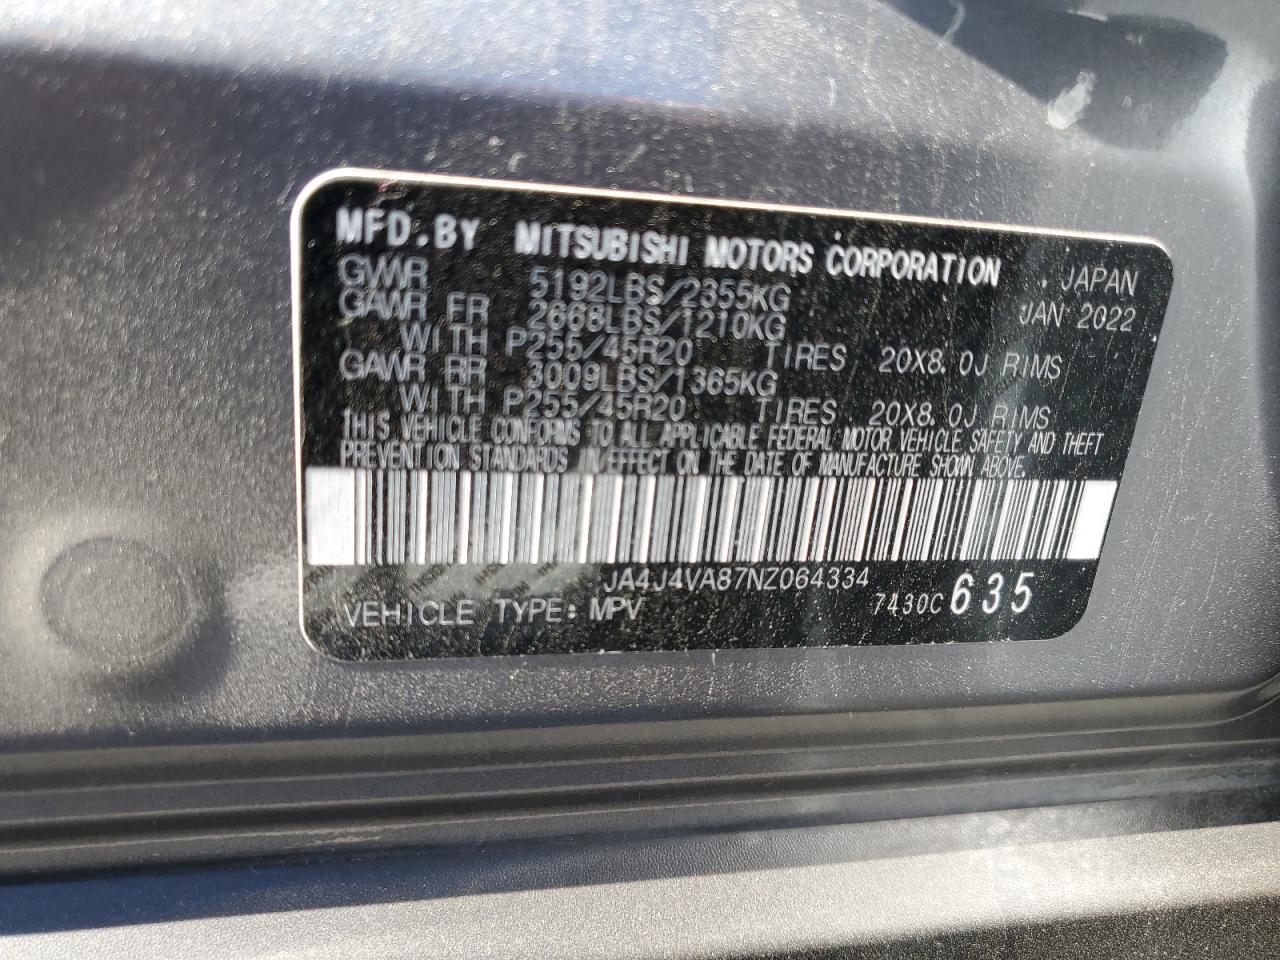 MFD.BY MITSUBISHI MOTORS CORPORATION JAPAN
GVWR 5192LBS/2355KG JAN 2022
GAWR FR 2668LBS/1210KG
WITH P255/45R20 TIRES 20X8.0J RIMS
GAWR RR 3009LBS/1365KG
WITH P255/45R20 TIRES 20X8.0J RIMS
THIS VEHICLE CONFORMS TO ALL APPLICABLE FEDERAL MOTOR VEHICLE SAFETY AND THEFT
PREVENTION STANDARDS IN EFFECT ON THE DATE OF MANUFACTURE SHOWN ABOVE.
JA4J4VA87NZ064334
VEHICLE TYPE: MPV 7430C 635